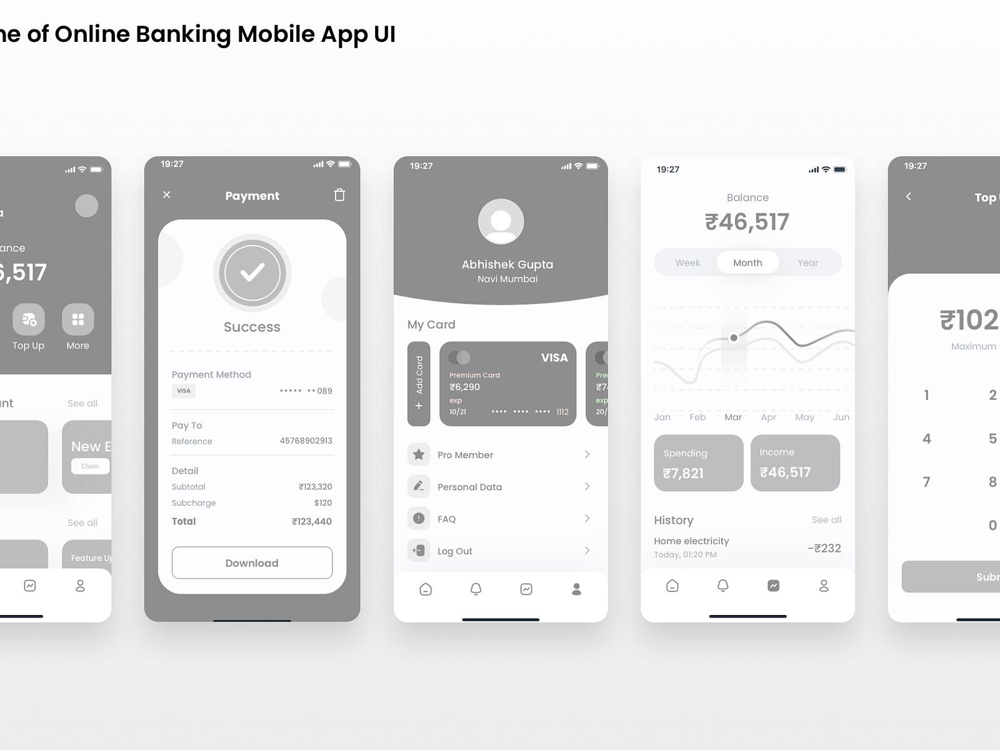 ne of Online Banking Mobile App UI
a
ance
6,517
Top Up
More
nt
See all
New E
Claim
See all
Feature Up
19:27
Payment
Success
Payment Method
VISA
••••• ••089
Pay To
Reference
45768902913
Detail
Subtotal
₹123,320
Subcharge
$120
Total
₹123,440
Download
19:27
Abhishek Gupta
Navi Mumbai
My Card
+ Add Card
VISA
Premium Card
₹6,290
exp
10/21
•••• •••• •••• 1112
Pre
₹7
exp
20/
Pro Member
Personal Data
FAQ
Log Out
19:27
Balance
₹46,517
Week
Month
Year
Jan
Feb
Mar
Apr
May
Jun
Spending
₹7,821
Income
₹46,517
History
See all
Home electricity
Today, 01:20 PM
-₹232
19:27
Top
₹102,
Maximum
1
2
4
5
7
8
0
Subm